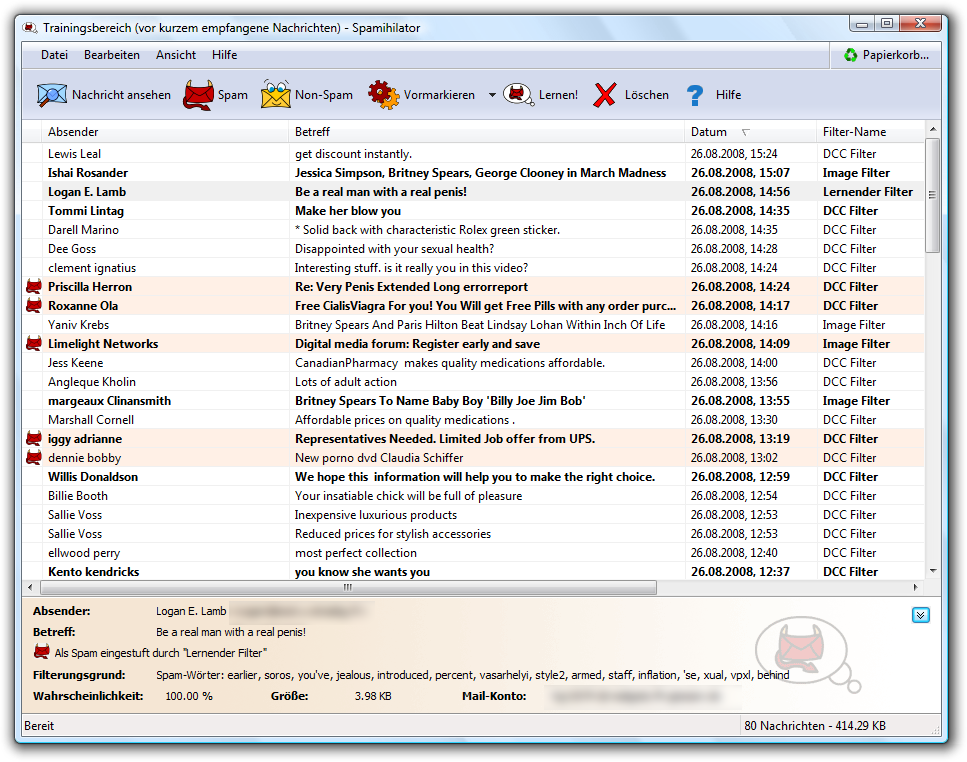 Trainingsbereich (vor kurzem empfangene Nachrichten) - Spamihilator
Datei Bearbeiten Ansicht Hilfe Papierkorb...
Nachricht ansehen Spam Non-Spam Vormarkieren Lernen! Löschen Hilfe
Absender Betreff Datum Filter-Name
Lewis Leal get discount instantly. 26.08.2008, 15:24 DCC Filter
Ishai Rosander Jessica Simpson, Britney Spears, George Clooney in March Madness 26.08.2008, 15:07 Image Filter
Logan E. Lamb Be a real man with a real penis! 26.08.2008, 14:56 Lernender Filter
Tommi Lintag Make her blow you 26.08.2008, 14:35 DCC Filter
Darell Marino * Solid back with characteristic Rolex green sticker. 26.08.2008, 14:35 DCC Filter
Dee Goss Disappointed with your sexual health? 26.08.2008, 14:28 DCC Filter
clement ignatius Interesting stuff. is it really you in this video? 26.08.2008, 14:24 DCC Filter
Priscilla Herron Re: Very Penis Extended Long errorreport 26.08.2008, 14:24 DCC Filter
Roxanne Ola Free CialisViagra For you! You Will get Free Pills with any order purc... 26.08.2008, 14:17 DCC Filter
Yaniv Krebs Britney Spears And Paris Hilton Beat Lindsay Lohan Within Inch Of Life 26.08.2008, 14:16 Image Filter
Limelight Networks Digital media forum: Register early and save 26.08.2008, 14:09 Image Filter
Jess Keene CanadianPharmacy  makes quality medications affordable. 26.08.2008, 14:00 DCC Filter
Angleque Kholin Lots of adult action 26.08.2008, 13:56 DCC Filter
margeaux Clinansmith Britney Spears To Name Baby Boy 'Billy Joe Jim Bob' 26.08.2008, 13:55 Image Filter
Marshall Cornell Affordable prices on quality medications . 26.08.2008, 13:30 DCC Filter
iggy adrianne Representatives Needed. Limited Job offer from UPS. 26.08.2008, 13:19 DCC Filter
dennie bobby New porno dvd Claudia Schiffer 26.08.2008, 13:02 DCC Filter
Willis Donaldson We hope this  information will help you to make the right choice. 26.08.2008, 12:59 DCC Filter
Billie Booth Your insatiable chick will be full of pleasure 26.08.2008, 12:54 DCC Filter
Sallie Voss Inexpensive luxurious products 26.08.2008, 12:53 DCC Filter
Sallie Voss Reduced prices for stylish accessories 26.08.2008, 12:53 DCC Filter
ellwood perry most perfect collection 26.08.2008, 12:40 DCC Filter
Kento kendricks you know she wants you 26.08.2008, 12:37 DCC Filter
Absender: Logan E. Lamb
Betreff: Be a real man with a real penis!
Als Spam eingestuft durch "Lernender Filter"
Filterungsgrund: Spam-Wörter: earlier, soros, you've, jealous, introduced, percent, vasarhelyi, style2, armed, staff, inflation, 'se, xual, vpxl, behind
Wahrscheinlichkeit: 100.00 % Größe: 3.98 KB Mail-Konto:
Bereit 80 Nachrichten - 414.29 KB